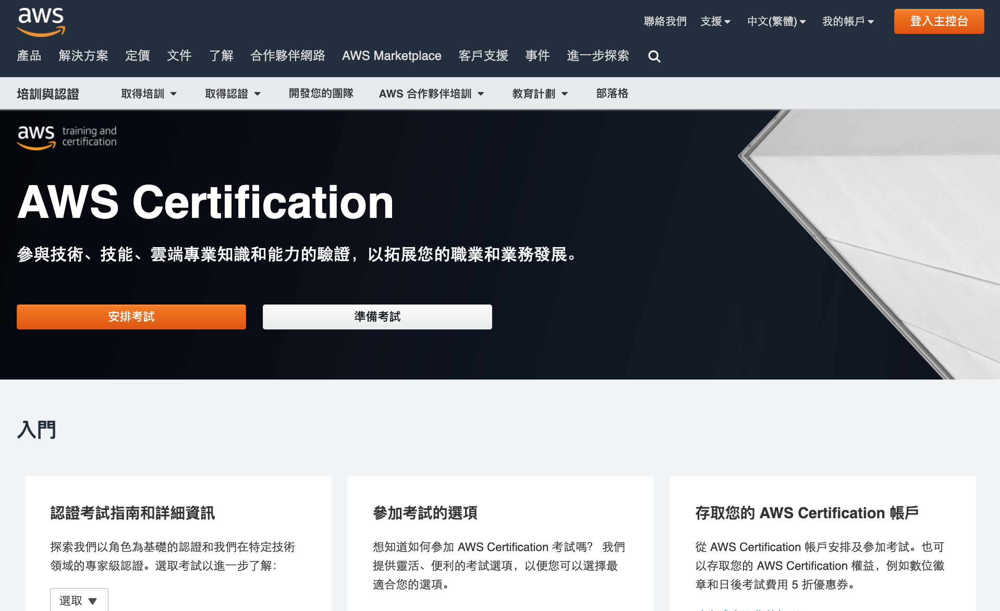 aws
聯絡我們 支援 中文(繁體) 我的帳戶 登入主控台
產品 解決方案 定價 文件 了解 合作夥伴網路 AWS Marketplace 客戶支援 事件 進一步探索
培訓與認證 取得培訓 取得認證 開發您的團隊 AWS 合作夥伴培訓 教育計劃 部落格
aws training and
certification
AWS Certification
參與技術、技能、雲端專業知識和能力的驗證，以拓展您的職業和業務發展。
安排考試 準備考試
入門
認證考試指南和詳細資訊
探索我們以角色為基礎的認證和我們在特定技術
領域的專家級認證。選取考試以進一步了解：
選取
參加考試的選項
想知道如何參加 AWS Certification 考試嗎？ 我們
提供靈活、便利的考試選項，以便您可以選擇最
適合您的選項。
存取您的 AWS Certification 帳戶
從 AWS Certification 帳戶安排及參加考試。也可
以存取您的 AWS Certification 權益，例如數位徽
章和日後考試費用 5 折優惠券。